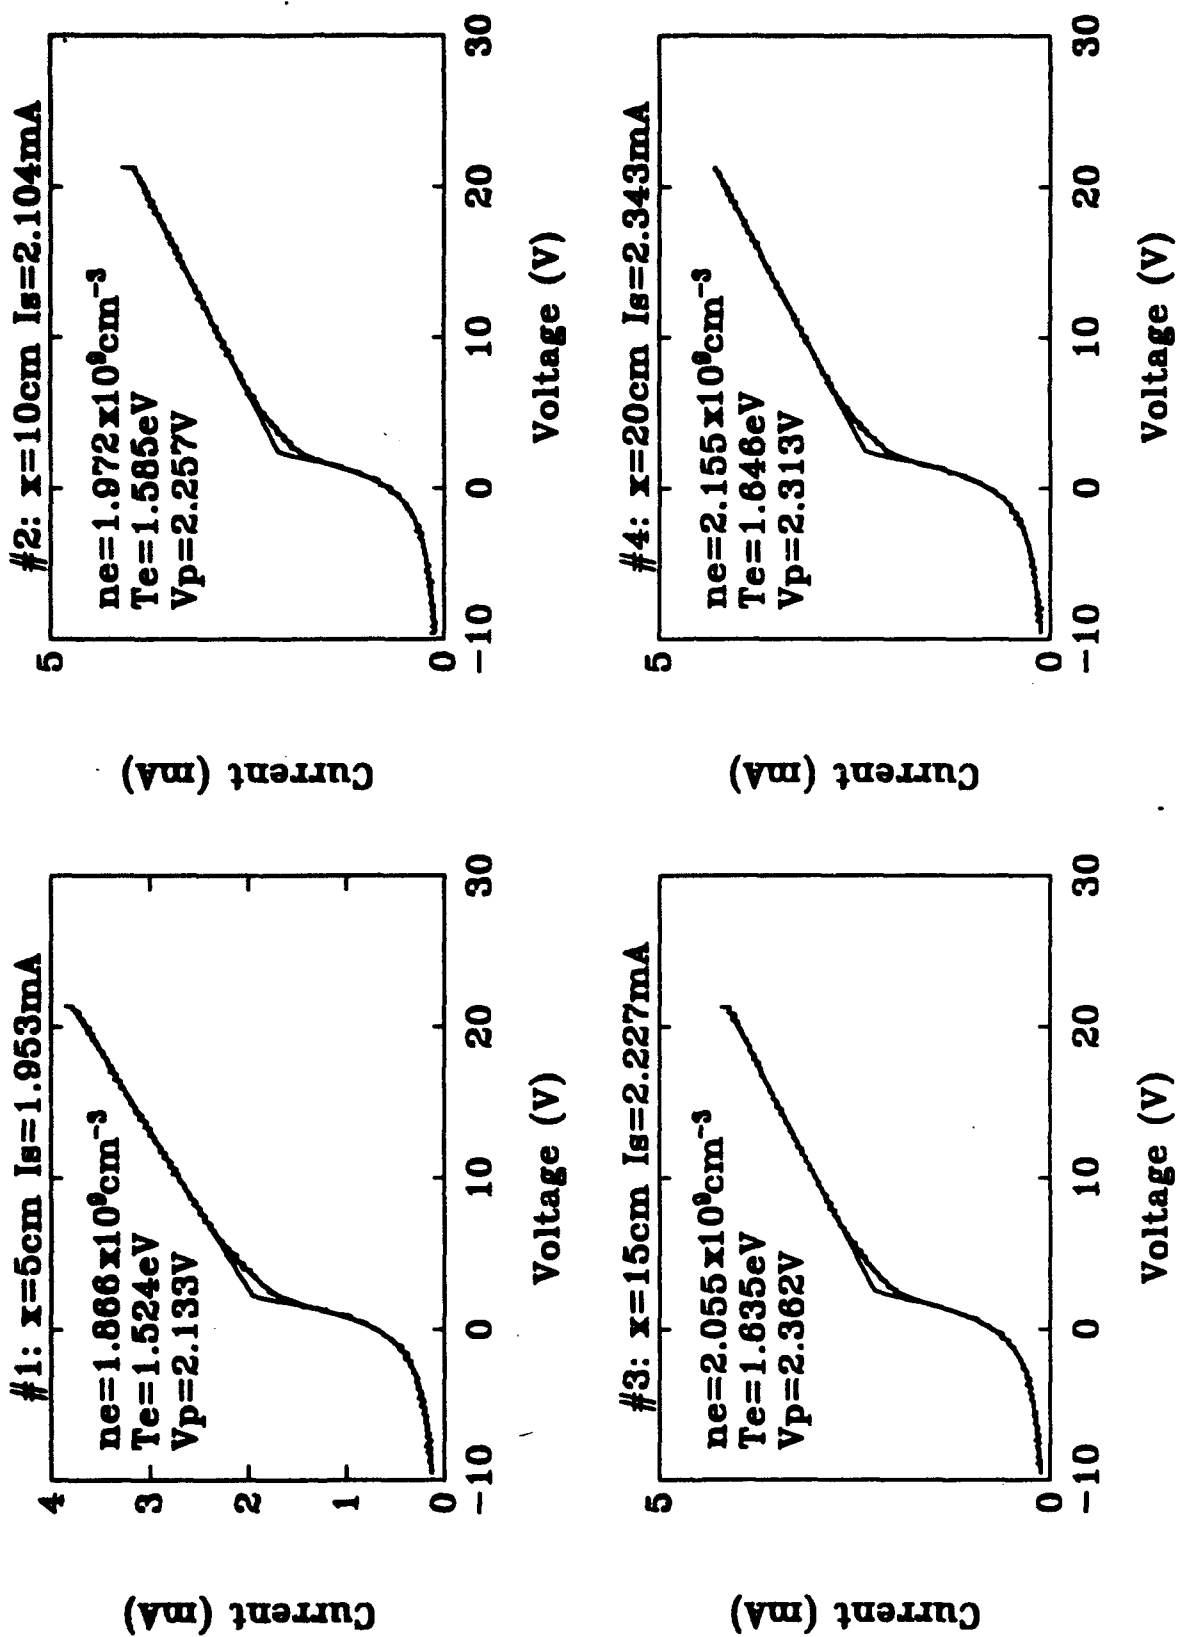 #1: x=5cm Is=1.953mA
ne=1.866x10⁹cm⁻³
Te=1.524eV
Vp=2.133V
4
3
2
1
0
-10
0
10
20
30
Current (mA)
Voltage (V)
#2: x=10cm Is=2.104mA
ne=1.972x10⁹cm⁻³
Te=1.585eV
Vp=2.257V
5
0
-10
0
10
20
30
Current (mA)
Voltage (V)
#3: x=15cm Is=2.227mA
ne=2.055x10⁹cm⁻³
Te=1.635eV
Vp=2.362V
5
0
-10
0
10
20
30
Current (mA)
Voltage (V)
#4: x=20cm Is=2.343mA
ne=2.155x10⁹cm⁻³
Te=1.646eV
Vp=2.313V
5
0
-10
0
10
20
30
Current (mA)
Voltage (V)